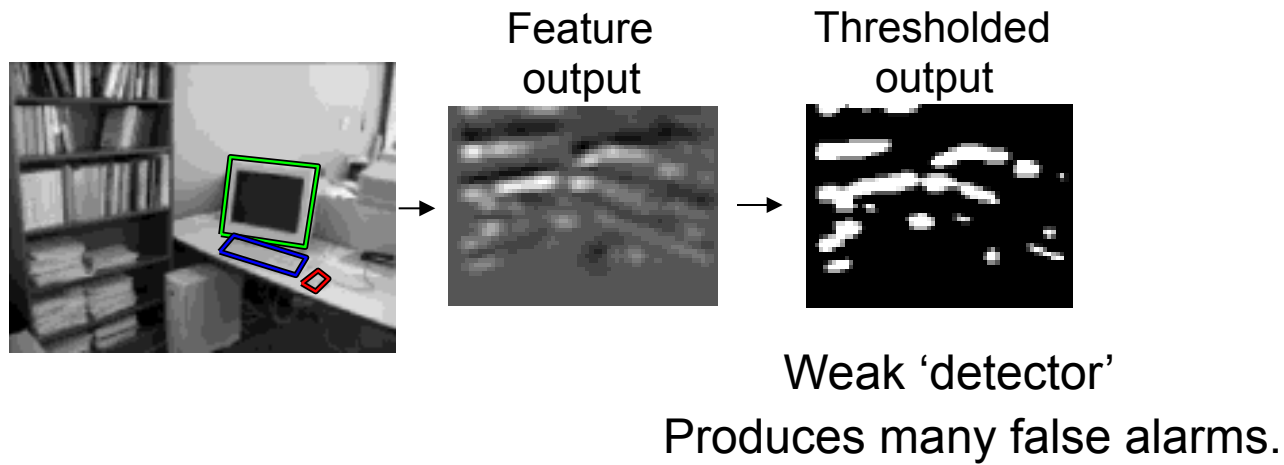 Feature
output
Thresholded
output
Weak ‘detector’
Produces many false alarms.